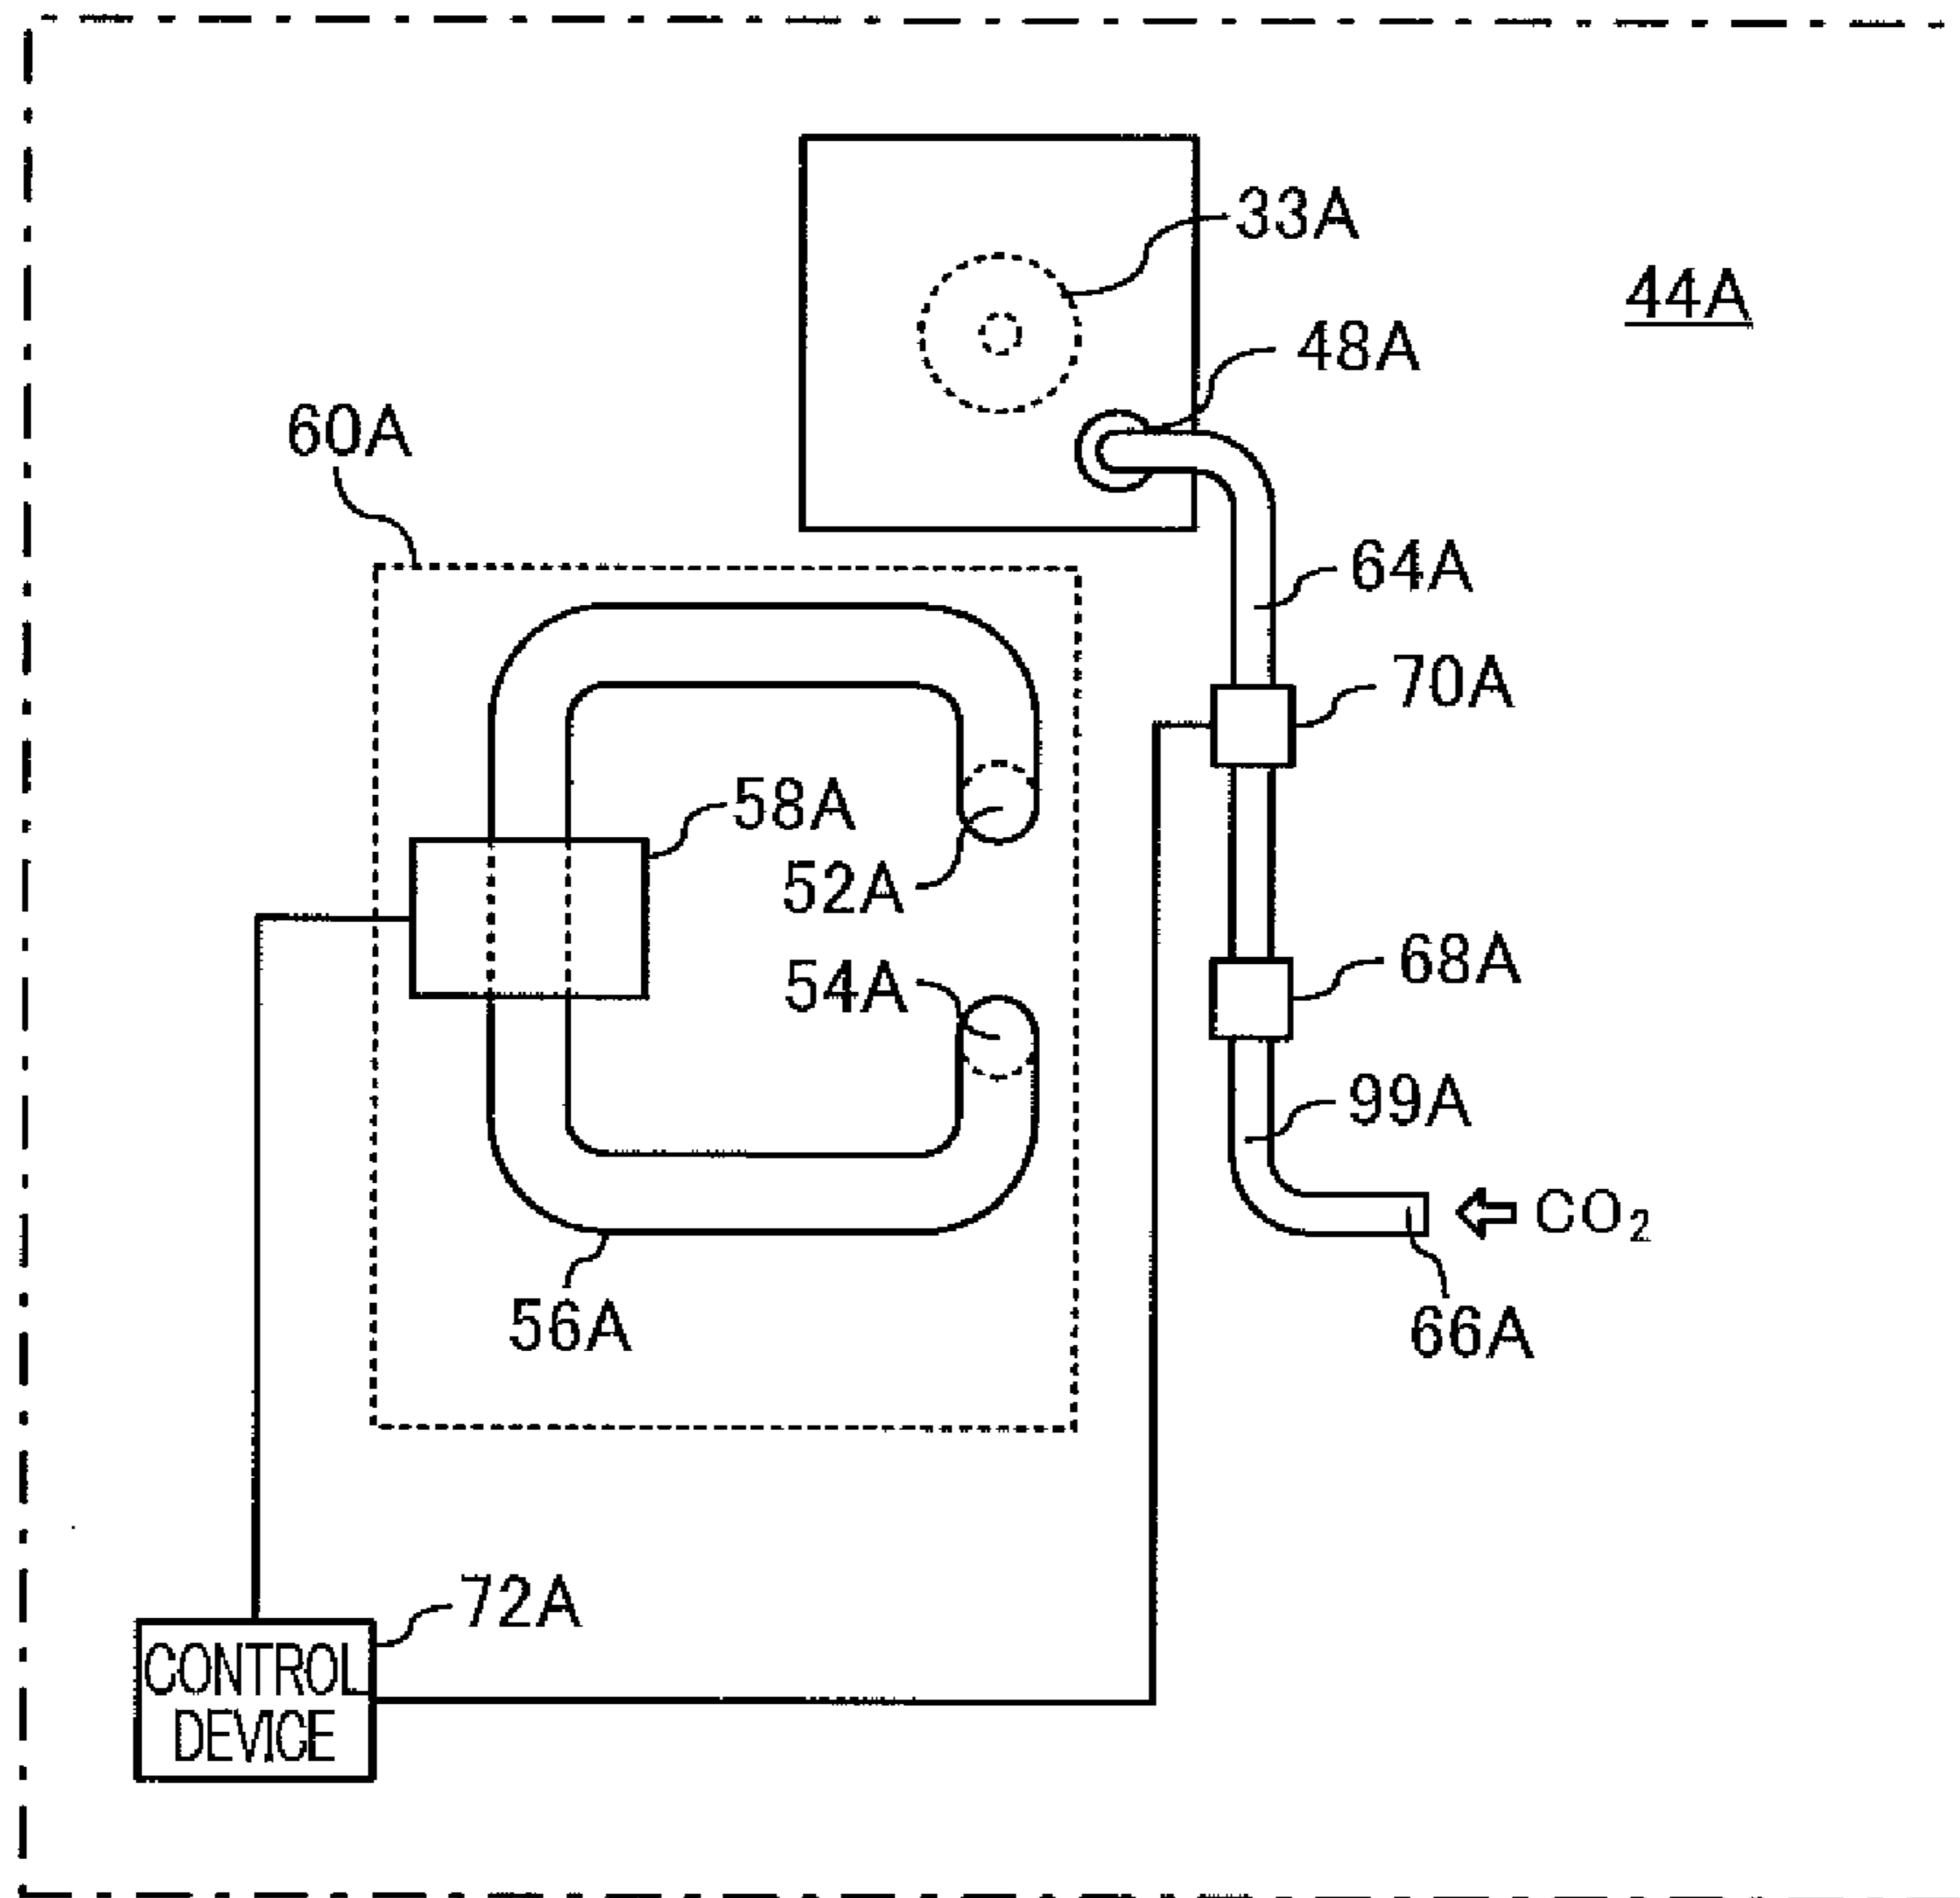 33A
44A
48A
60A
64A
70A
58A
52A
68A
54A
99A
CO₂
56A
66A
72A
CONTROL
DEVICE